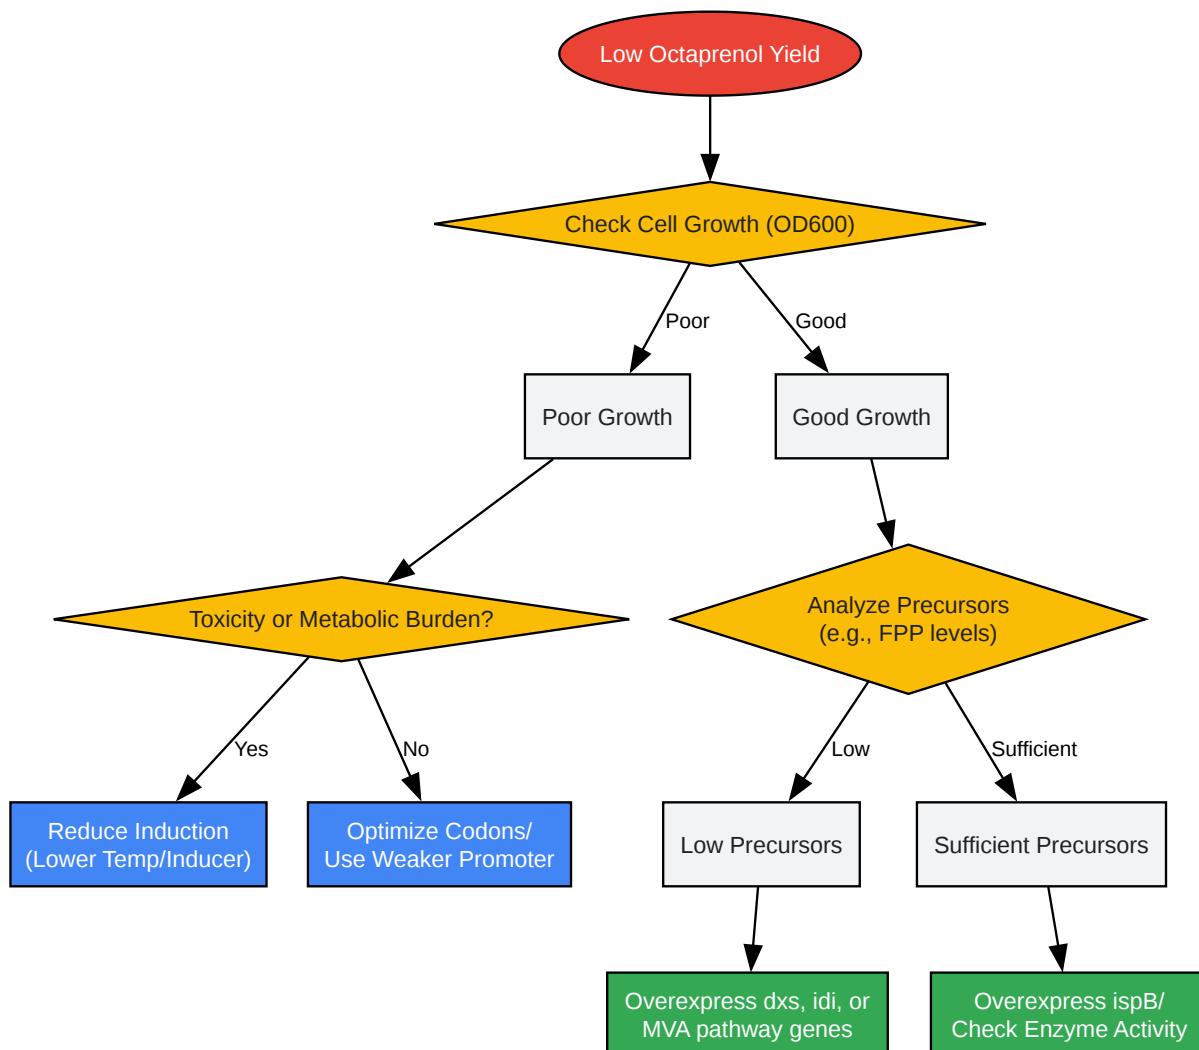 Low Octaprenol Yield
Check Cell Growth (OD600)
Poor
Good
Poor Growth
Good Growth
Toxicity or Metabolic Burden?
Analyze Precursors
(e.g., FPP levels)
Yes
No
Low
Sufficient
Reduce Induction
(Lower Temp/Inducer)
Optimize Codons/
Use Weaker Promoter
Low Precursors
Sufficient Precursors
Overexpress dxs, idi, or
MVA pathway genes
Overexpress ispB/
Check Enzyme Activity